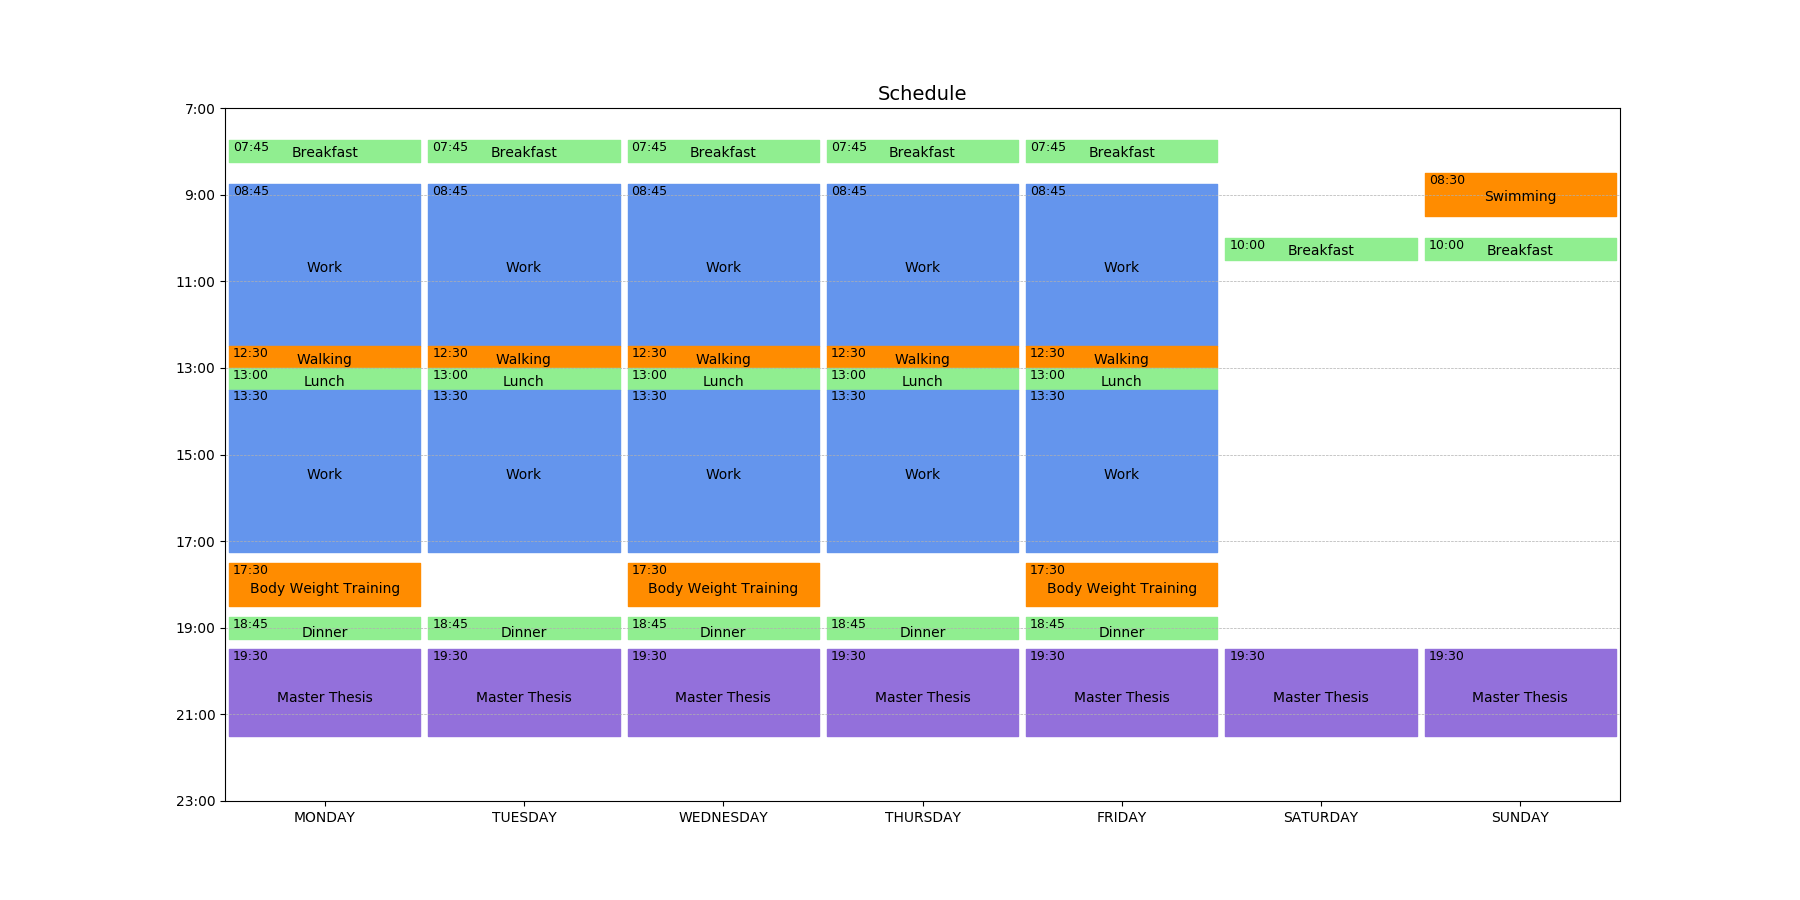 Schedule
7:00
07:45 Breakfast 07:45 Breakfast 07:45 Breakfast 07:45 Breakfast 07:45 Breakfast
08:30 Swimming
08:45 08:45 08:45 08:45 08:45
9:00
10:00 Breakfast 10:00 Breakfast
Work Work Work Work Work
11:00
12:30 Walking 12:30 Walking 12:30 Walking 12:30 Walking 12:30 Walking
13:00
13:00 Lunch 13:00 Lunch 13:00 Lunch 13:00 Lunch 13:00 Lunch
13:30 13:30 13:30 13:30 13:30
15:00
Work Work Work Work Work
17:00
17:30 17:30 17:30
Body Weight Training Body Weight Training Body Weight Training
19:00
18:45 Dinner 18:45 Dinner 18:45 Dinner 18:45 Dinner 18:45 Dinner
19:30 19:30 19:30 19:30 19:30 19:30 19:30
Master Thesis Master Thesis Master Thesis Master Thesis Master Thesis Master Thesis Master Thesis
21:00
23:00
MONDAY TUESDAY WEDNESDAY THURSDAY FRIDAY SATURDAY SUNDAY